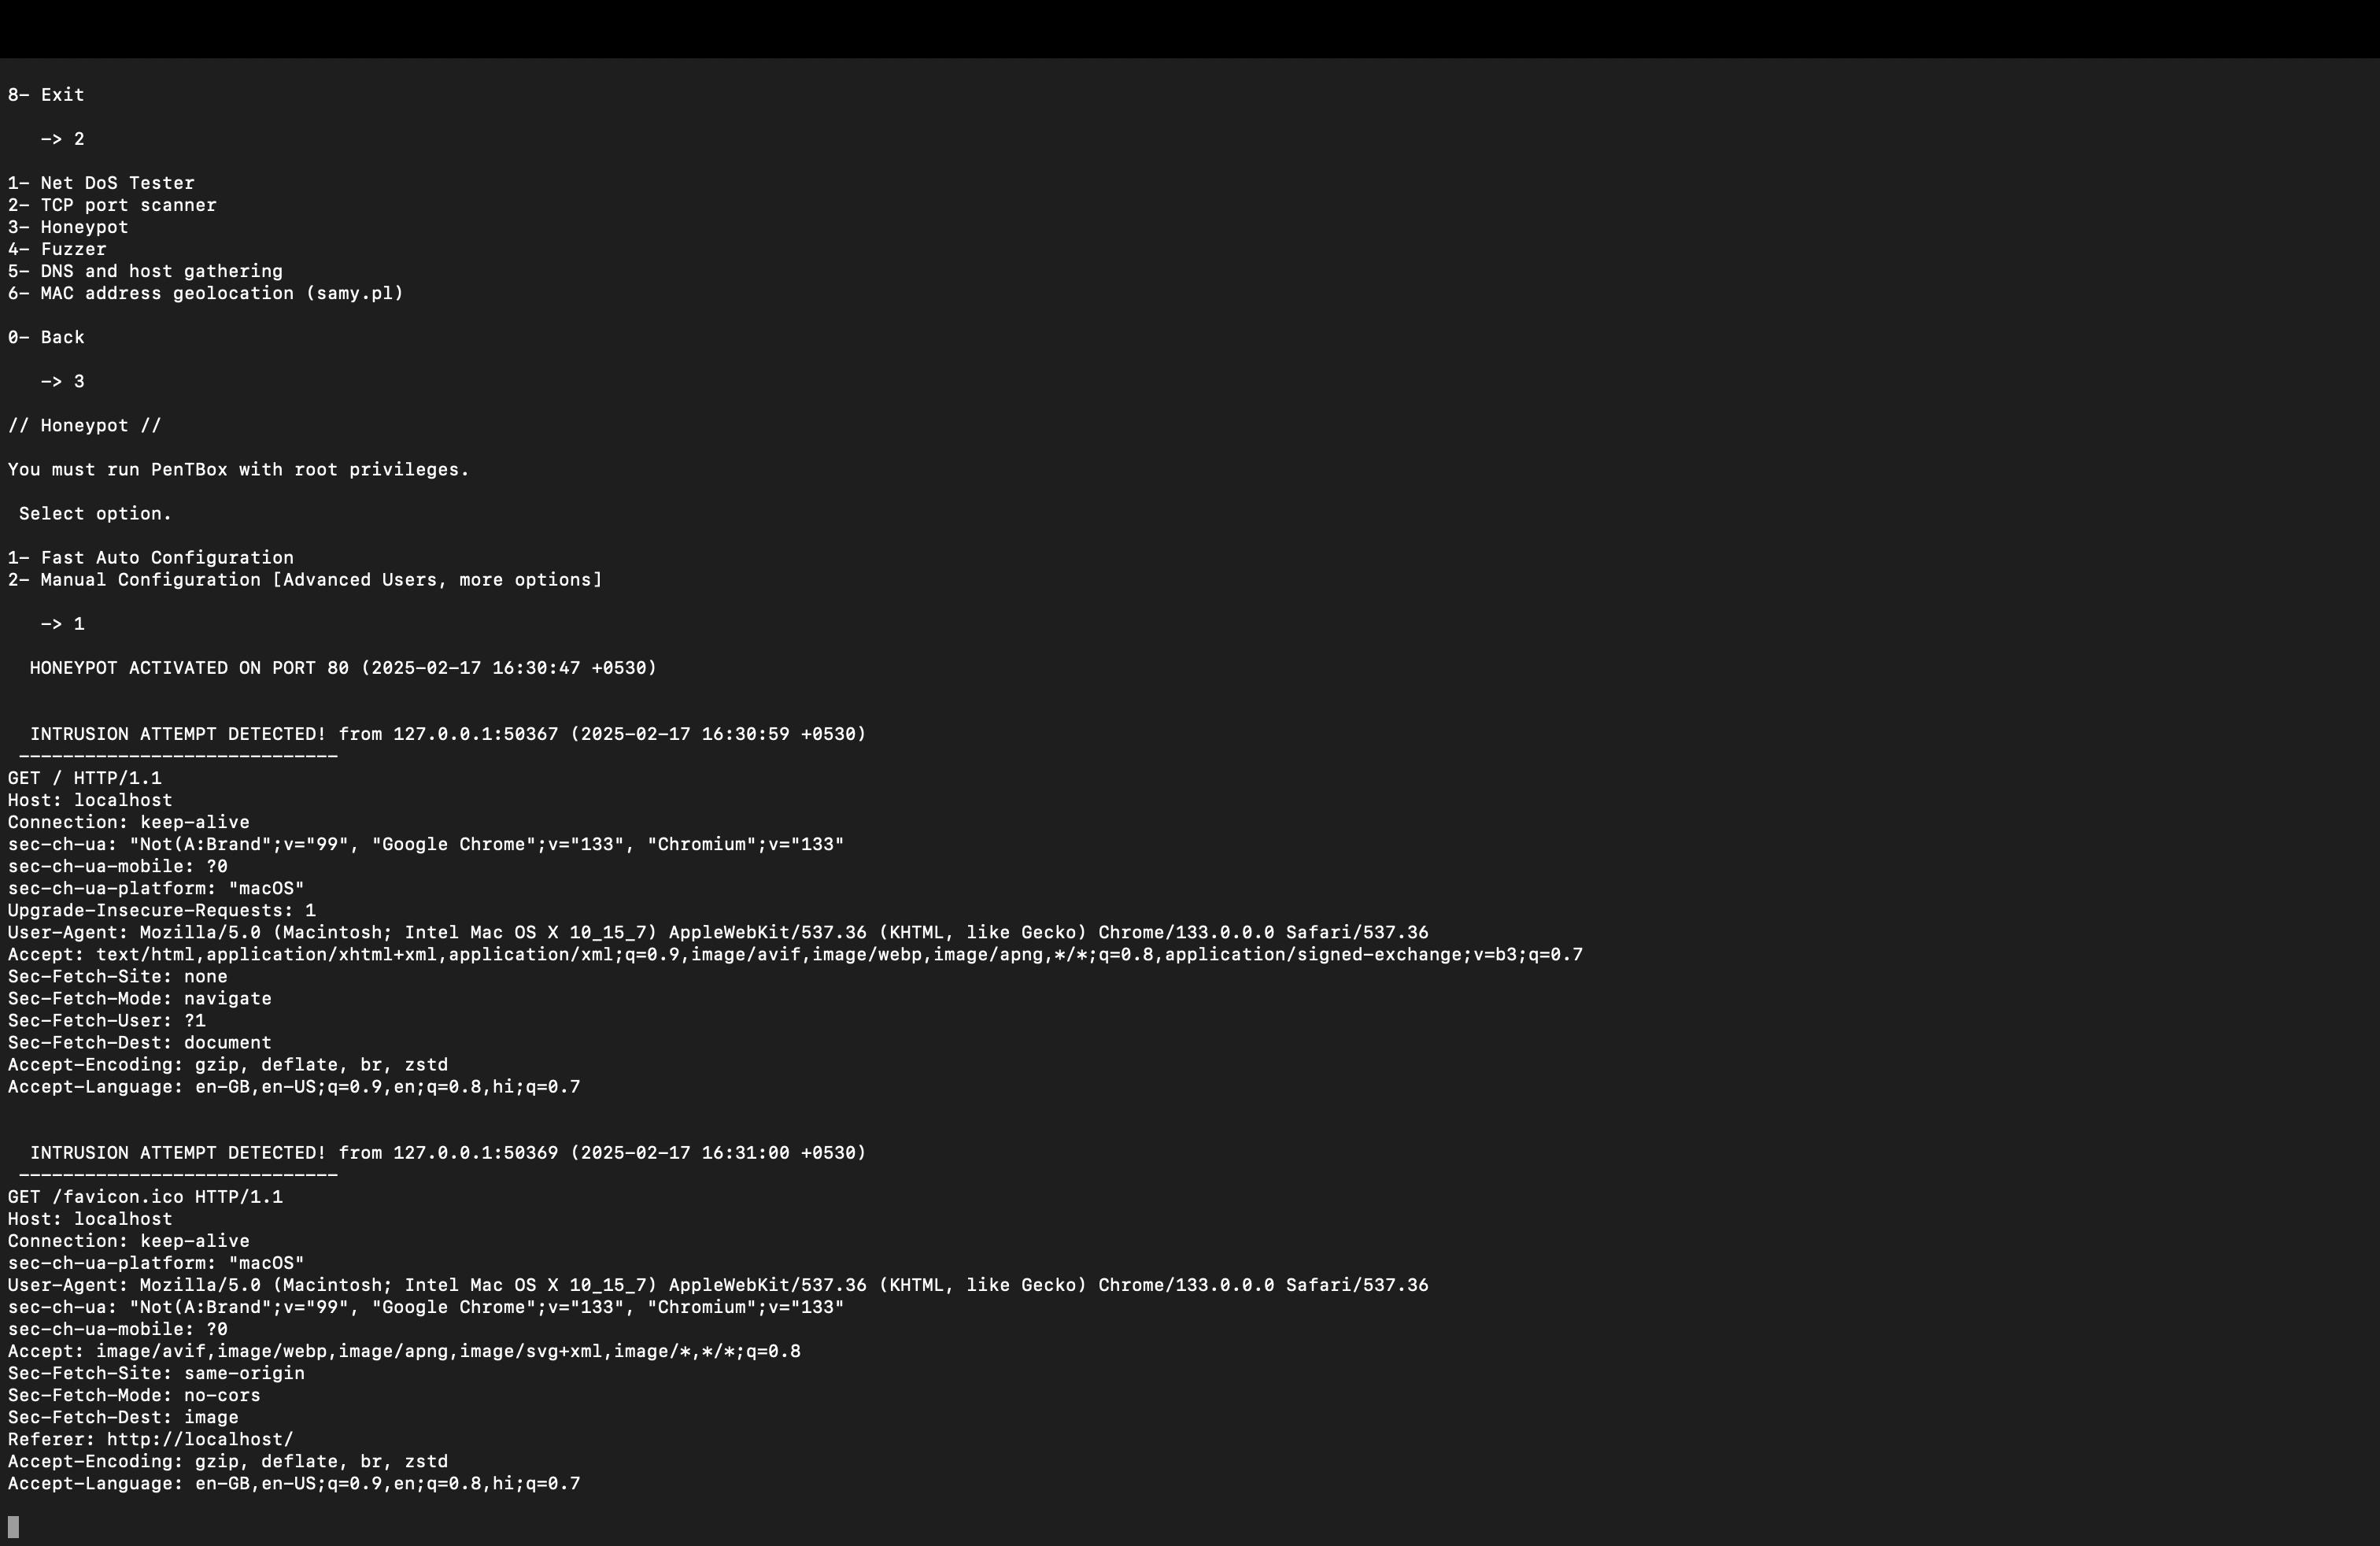 8- Exit
-> 2
1- Net DoS Tester
2- TCP port scanner
3- Honeypot
4- Fuzzer
5- DNS and host gathering
6- MAC address geolocation (samy.pl)
0- Back
-> 3
// Honeypot //
You must run PenTBox with root privileges.
Select option.
1- Fast Auto Configuration
2- Manual Configuration [Advanced Users, more options]
-> 1
HONEYPOT ACTIVATED ON PORT 80 (2025-02-17 16:30:47 +0530)
INTRUSION ATTEMPT DETECTED! from 127.0.0.1:50367 (2025-02-17 16:30:59 +0530)
-----------------------------
GET / HTTP/1.1
Host: localhost
Connection: keep-alive
sec-ch-ua: "Not(A:Brand";v="99", "Google Chrome";v="133", "Chromium";v="133"
sec-ch-ua-mobile: ?0
sec-ch-ua-platform: "macOS"
Upgrade-Insecure-Requests: 1
User-Agent: Mozilla/5.0 (Macintosh; Intel Mac OS X 10_15_7) AppleWebKit/537.36 (KHTML, like Gecko) Chrome/133.0.0.0 Safari/537.36
Accept: text/html,application/xhtml+xml,application/xml;q=0.9,image/avif,image/webp,image/apng,*/*;q=0.8,application/signed-exchange;v=b3;q=0.7
Sec-Fetch-Site: none
Sec-Fetch-Mode: navigate
Sec-Fetch-User: ?1
Sec-Fetch-Dest: document
Accept-Encoding: gzip, deflate, br, zstd
Accept-Language: en-GB,en-US;q=0.9,en;q=0.8,hi;q=0.7
INTRUSION ATTEMPT DETECTED! from 127.0.0.1:50369 (2025-02-17 16:31:00 +0530)
-----------------------------
GET /favicon.ico HTTP/1.1
Host: localhost
Connection: keep-alive
sec-ch-ua-platform: "macOS"
User-Agent: Mozilla/5.0 (Macintosh; Intel Mac OS X 10_15_7) AppleWebKit/537.36 (KHTML, like Gecko) Chrome/133.0.0.0 Safari/537.36
sec-ch-ua: "Not(A:Brand";v="99", "Google Chrome";v="133", "Chromium";v="133"
sec-ch-ua-mobile: ?0
Accept: image/avif,image/webp,image/apng,image/svg+xml,image/*,*/*;q=0.8
Sec-Fetch-Site: same-origin
Sec-Fetch-Mode: no-cors
Sec-Fetch-Dest: image
Referer: http://localhost/
Accept-Encoding: gzip, deflate, br, zstd
Accept-Language: en-GB,en-US;q=0.9,en;q=0.8,hi;q=0.7